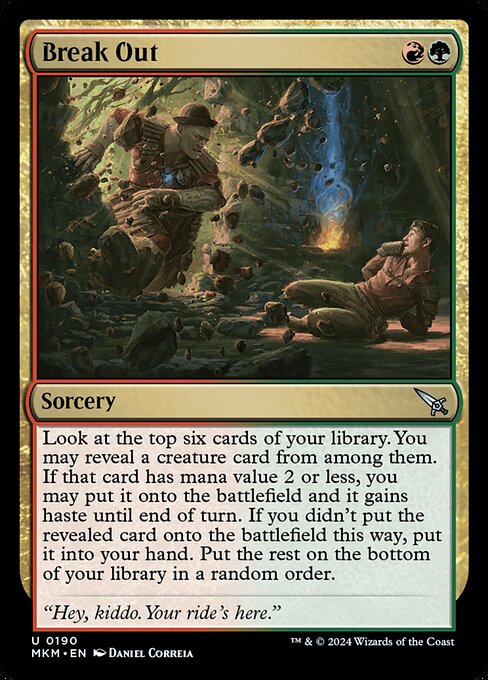 Break Out
Sorcery
Look at the top six cards of your library. You
may reveal a creature card from among them.
If that card has mana value 2 or less, you
may put it onto the battlefield and it gains
haste until end of turn. If you didn't put the
revealed card onto the battlefield this way, put
it into your hand. Put the rest on the bottom
of your library in a random order.
“Hey, kiddo. Your ride's here.”
U 0190
MKM • EN DANIEL CORREIA
™ & © 2024 Wizards of the Coast